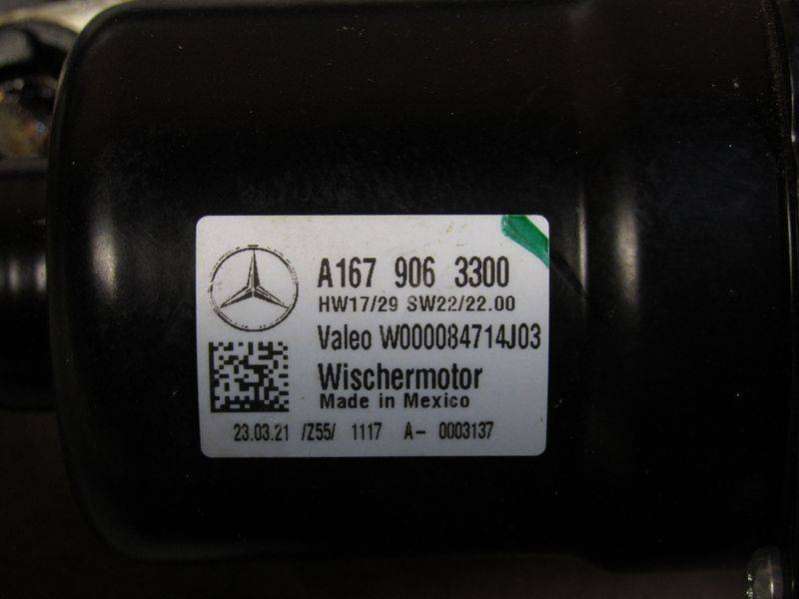 A167 906 3300
HW17/29 SW22/22.00
Valeo W000084714J03
Wischermotor
Made in Mexico
23.03.21 /Z55/ 1117 A- 0003137